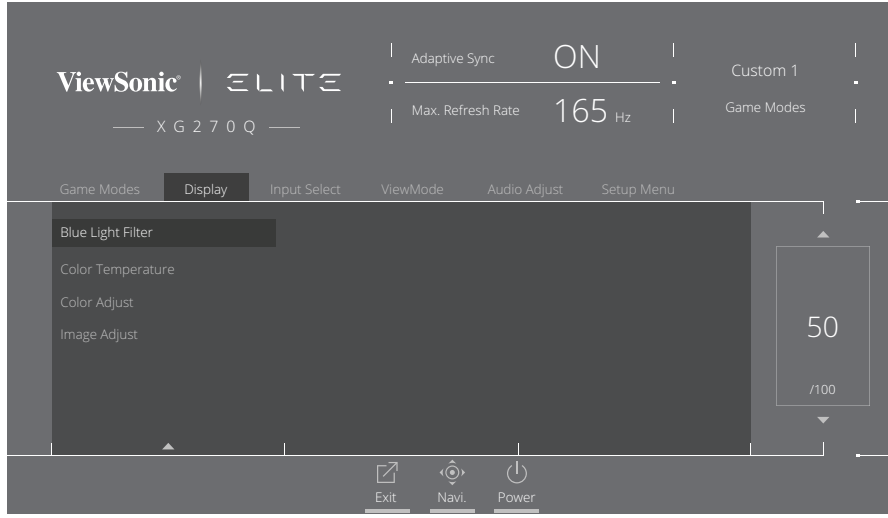 ViewSonic® ELITE
XG270Q
Adaptive Sync ON
Max. Refresh Rate 165 Hz
Custom 1
Game Modes
Game Modes Display Input Select ViewMode Audio Adjust Setup Menu
Blue Light Filter
Color Temperature
Color Adjust
Image Adjust
50
/100
Exit Navi. Power